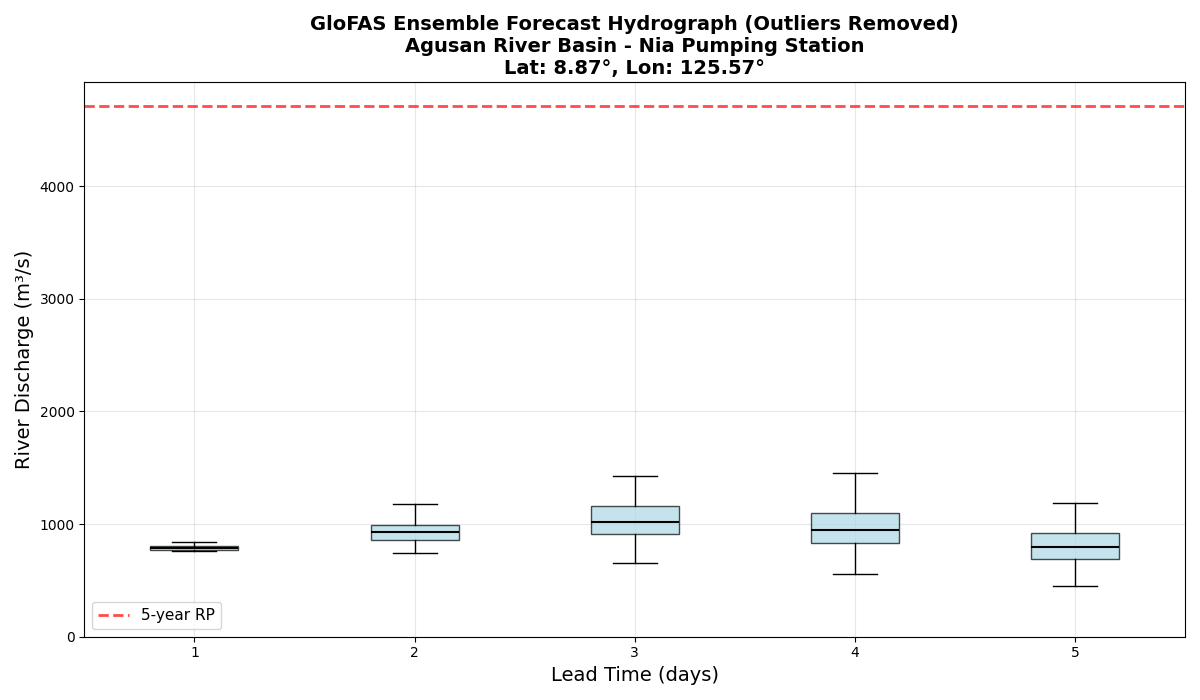 GloFAS Ensemble Forecast Hydrograph (Outliers Removed)
Agusan River Basin - Nia Pumping Station
Lat: 8.87°, Lon: 125.57°
River Discharge (m³/s)
4000
3000
2000
1000
0
5-year RP
1 2 3 4 5
Lead Time (days)